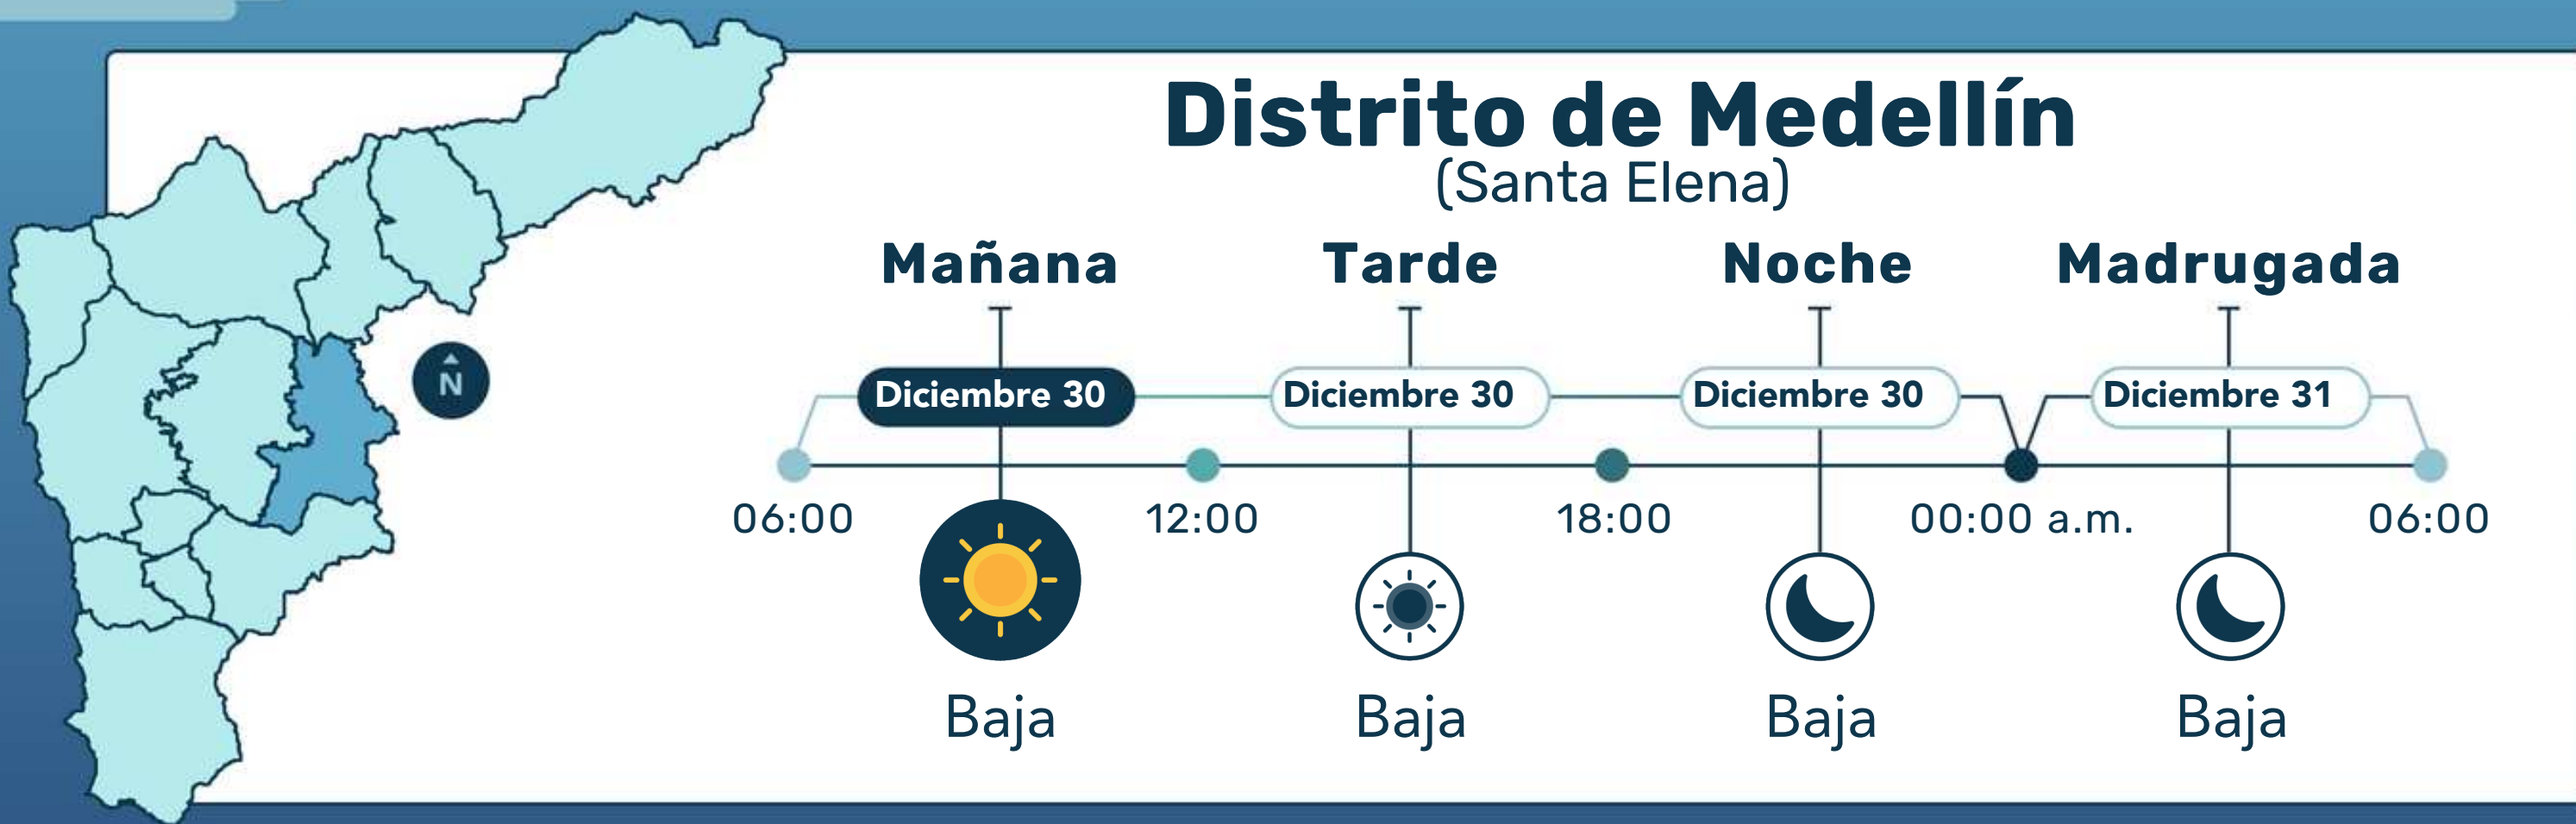 Distrito de Medellín
(Santa Elena)
Mañana Tarde Noche Madrugada
N
Diciembre 30 Diciembre 30 Diciembre 30 Diciembre 31
06:00 12:00 18:00 00:00 a.m. 06:00
Baja Baja Baja Baja